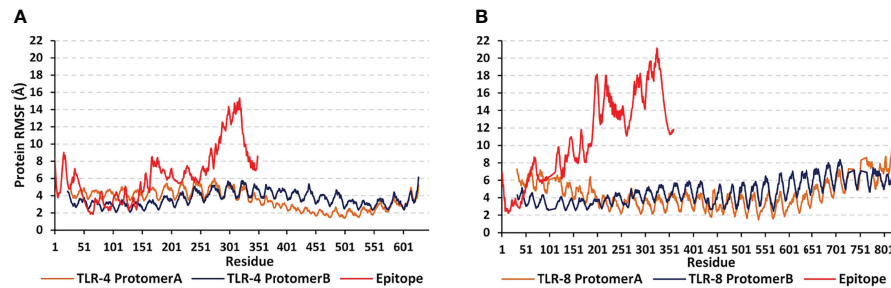 A
Protein RMSF (Å)
22
20
18
16
14
12
10
8
6
4
2
0
1 51 101 151 201 251 301 351 401 451 501 551 601
Residue
TLR-4 ProtomerA TLR-4 ProtomerB Epitope
B
22
20
18
16
14
12
10
8
6
4
2
0
1 51 101 151 201 251 301 351 401 451 501 551 601 651 701 751 801
Residue
TLR-8 ProtomerA TLR-8 ProtomerB Epitope